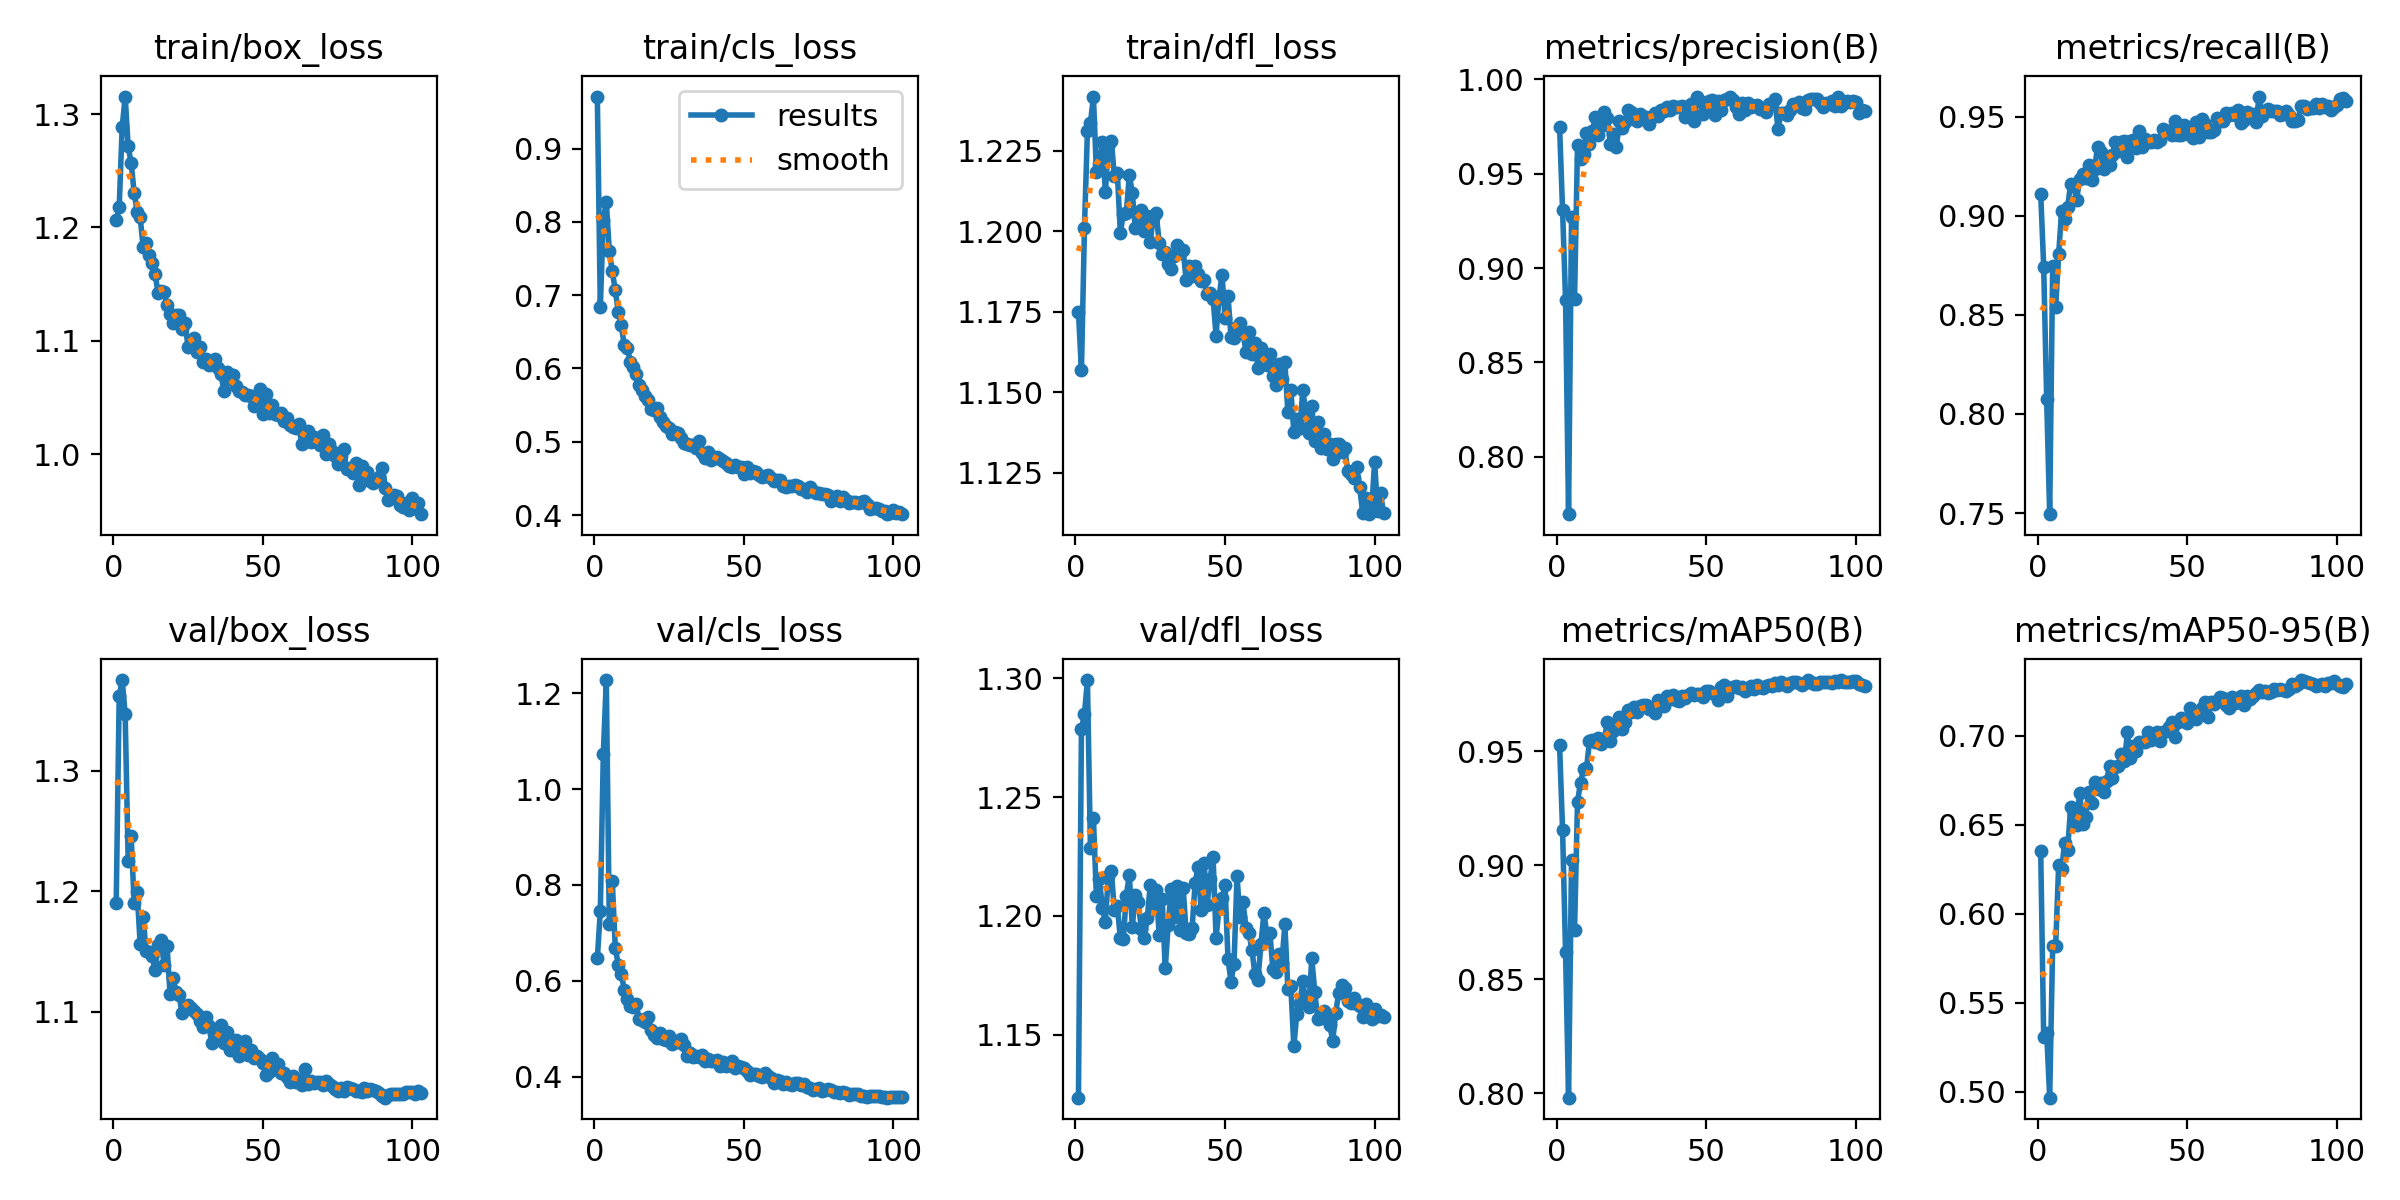 train/box_loss
1.3
1.2
1.1
1.0
0 50 100
train/cls_loss
results
smooth
0.9
0.8
0.7
0.6
0.5
0.4
0 50 100
train/dfl_loss
1.225
1.200
1.175
1.150
1.125
0 50 100
metrics/precision(B)
1.00
0.95
0.90
0.85
0.80
0 50 100
metrics/recall(B)
0.95
0.90
0.85
0.80
0.75
0 50 100
val/box_loss
1.3
1.2
1.1
0 50 100
val/cls_loss
1.2
1.0
0.8
0.6
0.4
0 50 100
val/dfl_loss
1.30
1.25
1.20
1.15
0 50 100
metrics/mAP50(B)
0.95
0.90
0.85
0.80
0 50 100
metrics/mAP50-95(B)
0.70
0.65
0.60
0.55
0.50
0 50 100